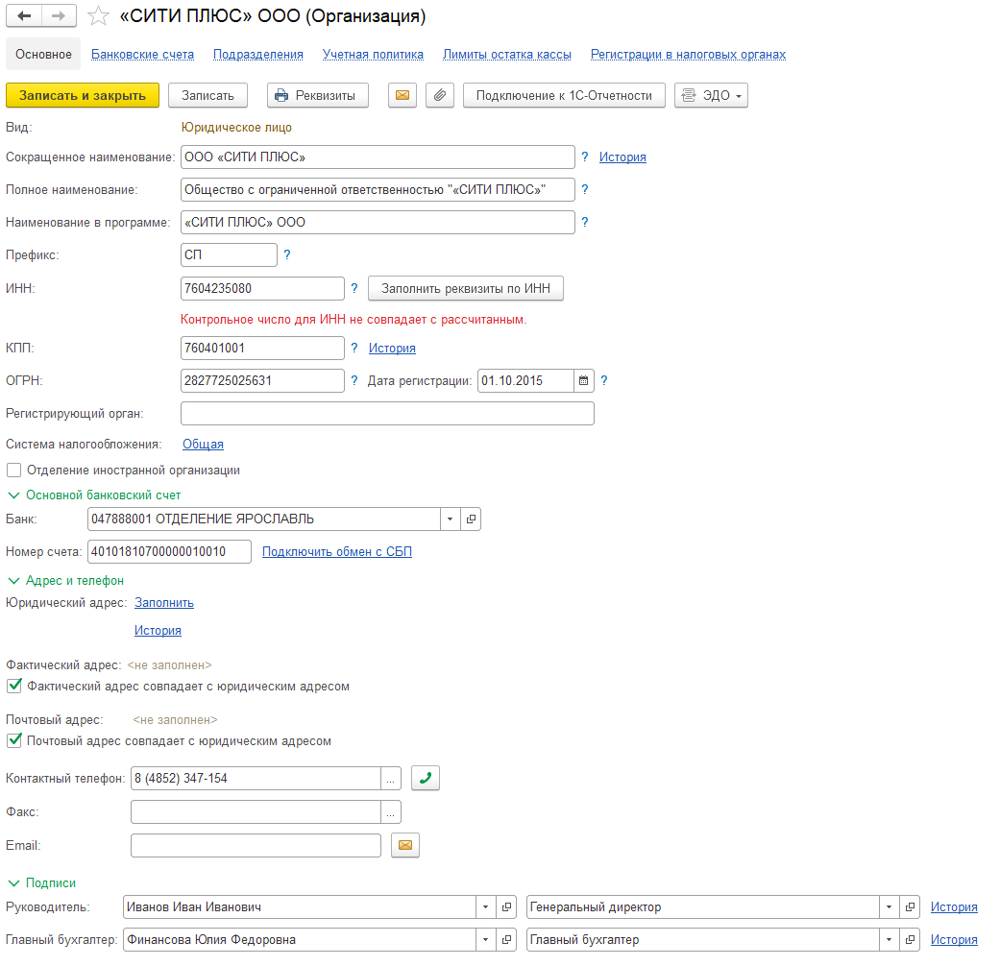 «СИТИ ПЛЮС» ООО (Организация)
Основное Банковские счета Подразделения Учетная политика Лимиты остатка кассы Регистрации в налоговых органах
Записать и закрыть Записать Реквизиты Подключение к 1С-Отчетности ЭДО
Вид: Юридическое лицо
Сокращенное наименование: ООО «СИТИ ПЛЮС» ? История
Полное наименование: Общество с ограниченной ответственностью "«СИТИ ПЛЮС»" ?
Наименование в программе: «СИТИ ПЛЮС» ООО ?
Префикс: СП ?
ИНН: 7604235080 ? Заполнить реквизиты по ИНН
Контрольное число для ИНН не совпадает с рассчитанным.
КПП: 760401001 ? История
ОГРН: 2827725025631 ? Дата регистрации: 01.10.2015 ?
Регистрирующий орган:
Система налогообложения: Общая
Отделение иностранной организации
Основной банковский счет
Банк: 047888001 ОТДЕЛЕНИЕ ЯРОСЛАВЛЬ
Номер счета: 40101810700000010010 Подключить обмен с СБП
Адрес и телефон
Юридический адрес: Заполнить
История
Фактический адрес: <не заполнен>
Фактический адрес совпадает с юридическим адресом
Почтовый адрес: <не заполнен>
Почтовый адрес совпадает с юридическим адресом
Контактный телефон: 8 (4852) 347-154 ...
Факс: ...
Email:
Подписи
Руководитель: Иванов Иван Иванович Генеральный директор История
Главный бухгалтер: Финансова Юлия Федоровна Главный бухгалтер История